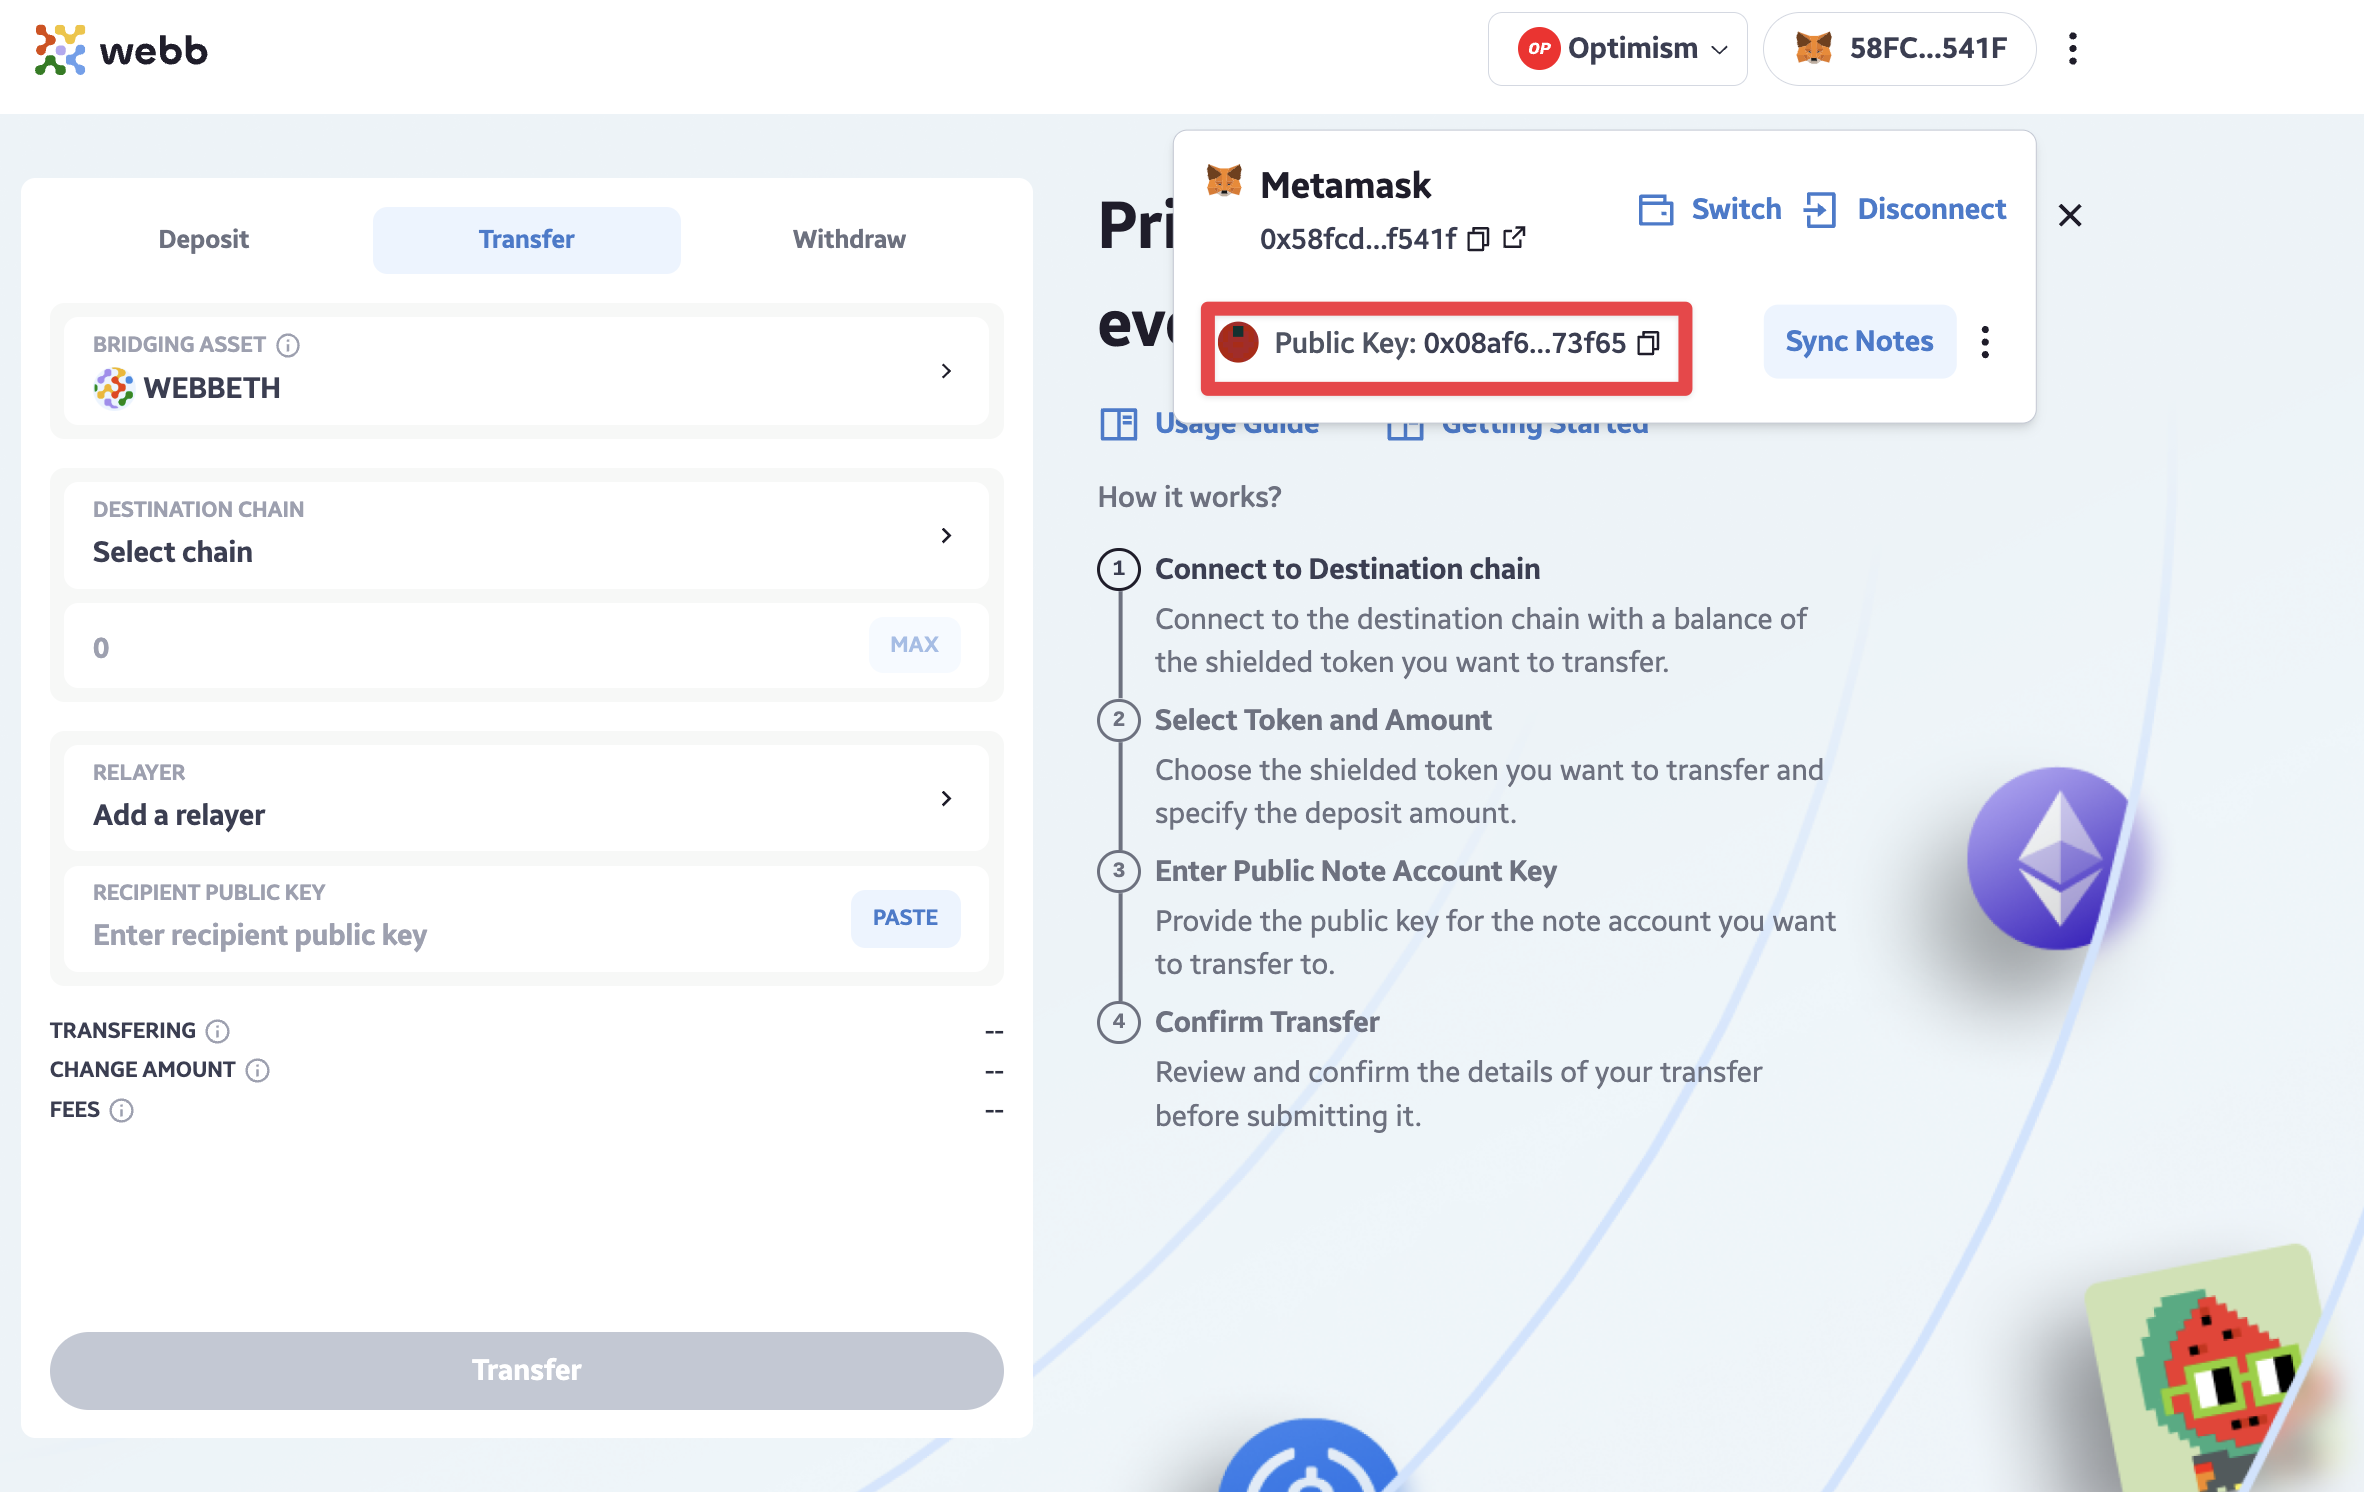 webb
OP Optimism
58FC...541F
Deposit
Transfer
Withdraw
BRIDGING ASSET
WEBBETH
DESTINATION CHAIN
Select chain
0
MAX
RELAYER
Add a relayer
RECIPIENT PUBLIC KEY
Enter recipient public key
PASTE
TRANSFERING
--
CHANGE AMOUNT
--
FEES
--
Transfer
Metamask
0x58fcd...f541f
Switch
Disconnect
Public Key: 0x08af6...73f65
Sync Notes
Usage Guide
Getting Started
How it works?
1 Connect to Destination chain
Connect to the destination chain with a balance of
the shielded token you want to transfer.
2 Select Token and Amount
Choose the shielded token you want to transfer and
specify the deposit amount.
3 Enter Public Note Account Key
Provide the public key for the note account you want
to transfer to.
4 Confirm Transfer
Review and confirm the details of your transfer
before submitting it.